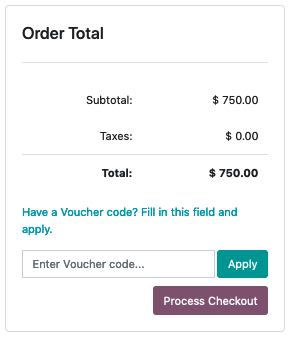 Order Total
Subtotal: $ 750.00
Taxes: $ 0.00
Total: $ 750.00
Have a Voucher code? Fill in this field and
apply.
Enter Voucher code... Apply
Process Checkout